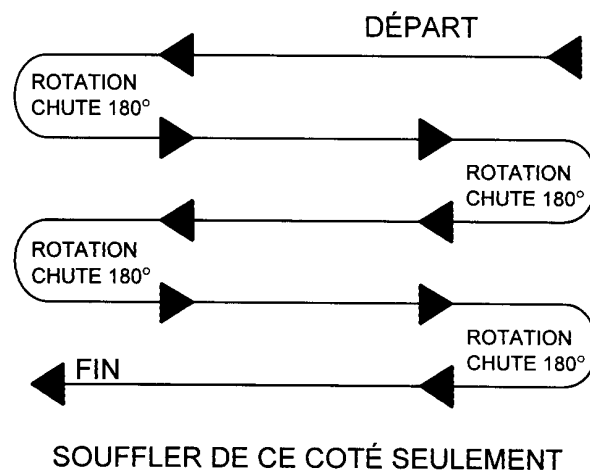 DÉPART
ROTATION
CHUTE 180°
ROTATION
CHUTE 180°
ROTATION
CHUTE 180°
ROTATION
CHUTE 180°
FIN
SOUFFLER DE CE COTÉ SEULEMENT